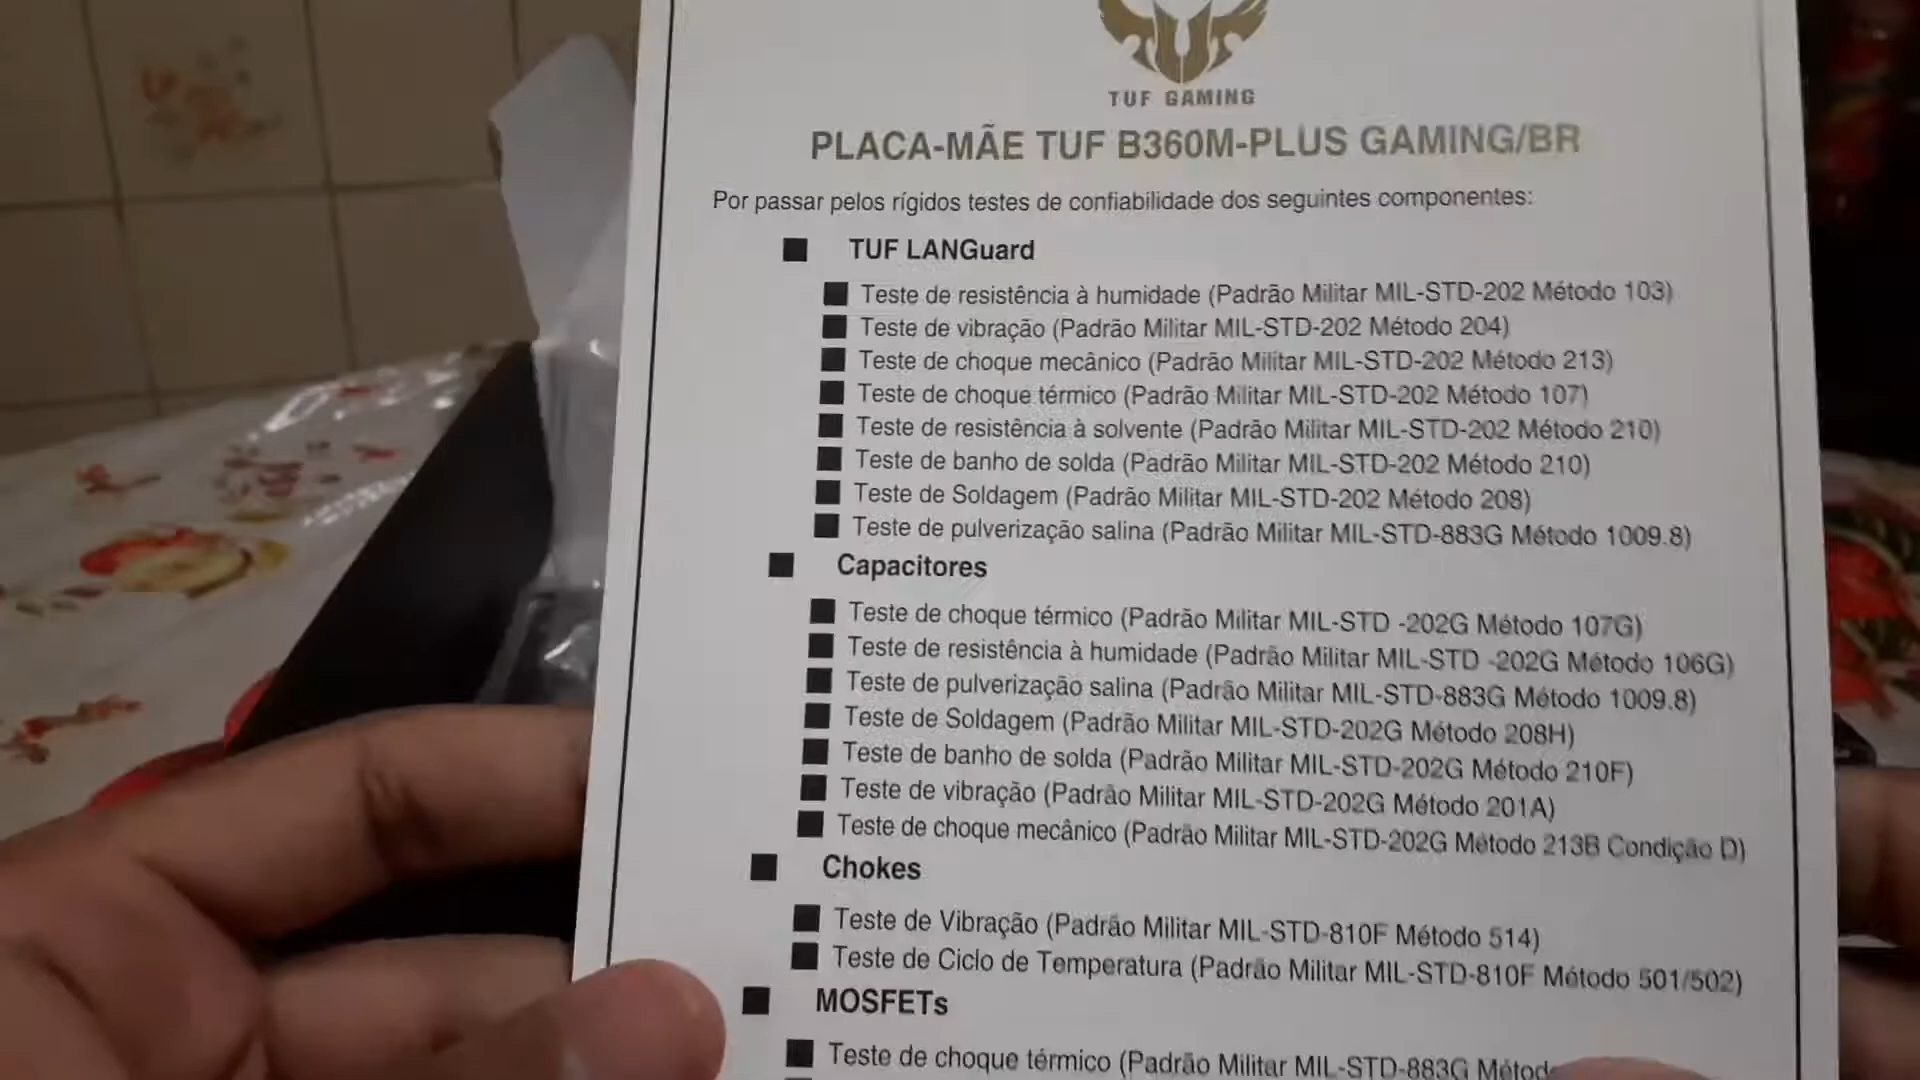 TUF GAMING
PLACA-MÃE TUF B360M-PLUS GAMING/BR
Por passar pelos rígidos testes de confiabilidade dos seguintes componentes:
TUF LANGuard
Teste de resistência à humidade (Padrão Militar MIL-STD-202 Método 103)
Teste de vibração (Padrão Militar MIL-STD-202 Método 204)
Teste de choque mecânico (Padrão Militar MIL-STD-202 Método 213)
Teste de choque térmico (Padrão Militar MIL-STD-202 Método 107)
Teste de resistência à solvente (Padrão Militar MIL-STD-202 Método 210)
Teste de banho de solda (Padrão Militar MIL-STD-202 Método 210)
Teste de Soldagem (Padrão Militar MIL-STD-202 Método 208)
Teste de pulverização salina (Padrão Militar MIL-STD-883G Método 1009.8)
Capacitores
Teste de choque térmico (Padrão Militar MIL-STD -202G Método 107G)
Teste de resistência à humidade (Padrão Militar MIL-STD -202G Método 106G)
Teste de pulverização salina (Padrão Militar MIL-STD-883G Método 1009.8)
Teste de Soldagem (Padrão Militar MIL-STD-202G Método 208H)
Teste de banho de solda (Padrão Militar MIL-STD-202G Método 210F)
Teste de vibração (Padrão Militar MIL-STD-202G Método 201A)
Teste de choque mecânico (Padrão Militar MIL-STD-202G Método 213B Condição D)
Chokes
Teste de Vibração (Padrão Militar MIL-STD-810F Método 514)
Teste de Ciclo de Temperatura (Padrão Militar MIL-STD-810F Método 501/502)
MOSFETs
Teste de choque térmico (Padrão Militar MIL-STD-883G